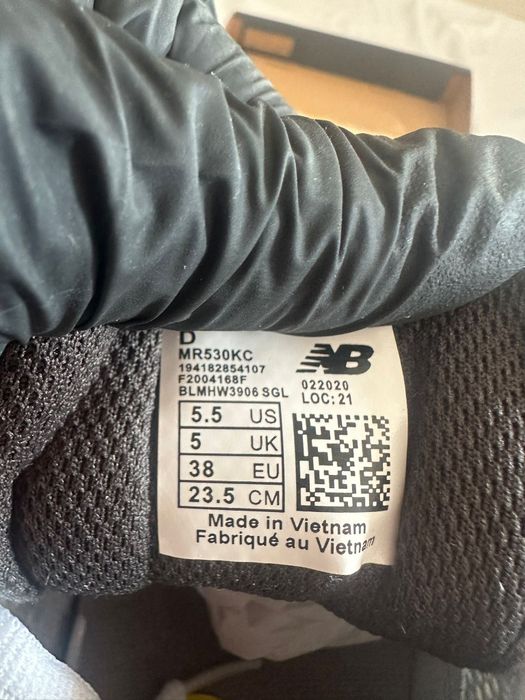 D
MR530KC
194182854107
F2004168F
BLMHW3906 SGL
NB
022020
LOC:21
5.5 US
5 UK
38 EU
23.5 CM
Made in Vietnam
Fabriqué au Vietnam